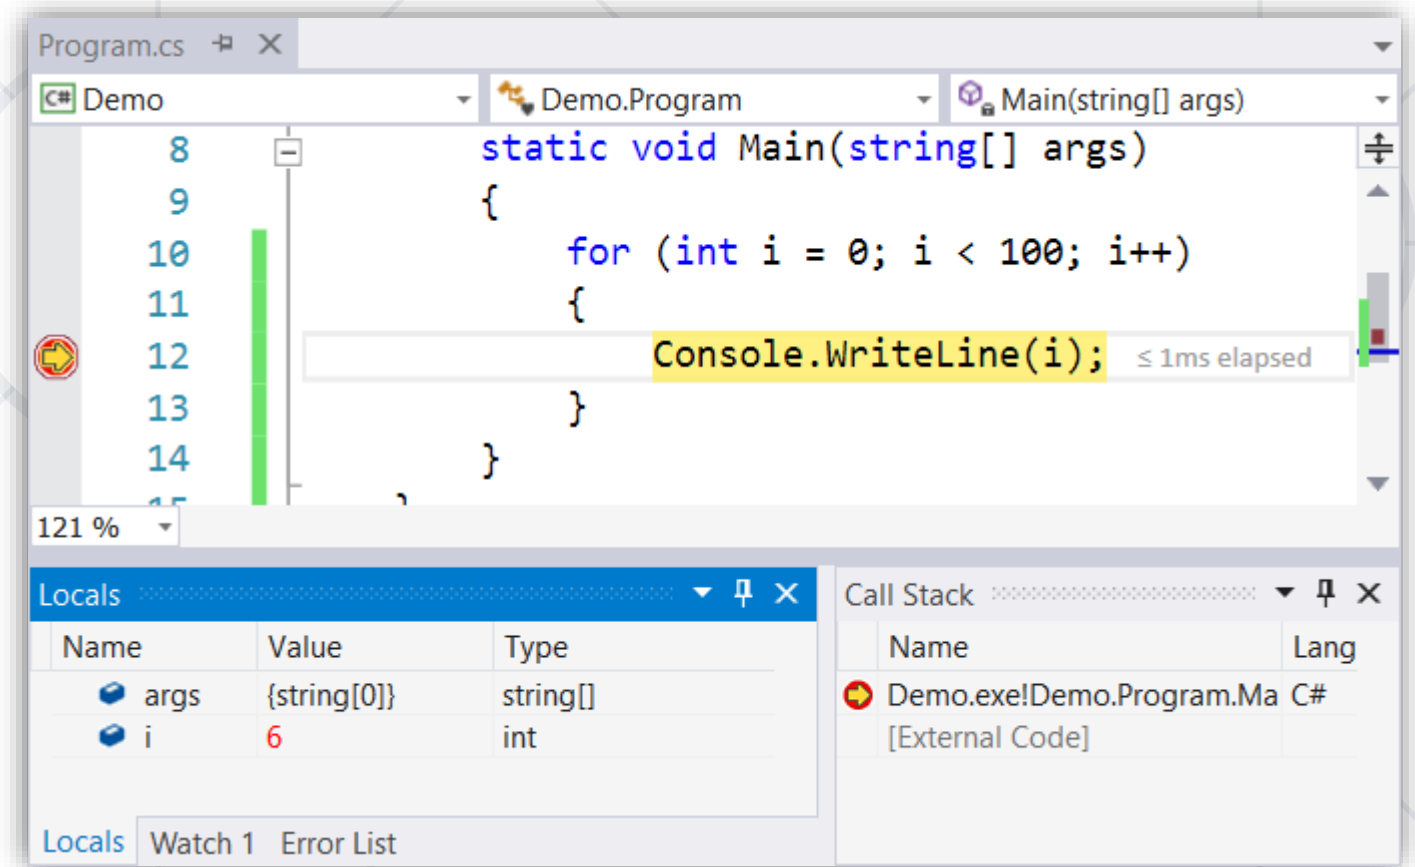 Program.cs
C# Demo Demo.Program Main(string[] args)
8 static void Main(string[] args)
9 {
10 for (int i = 0; i < 100; i++)
11 {
12 Console.WriteLine(i); ≤ 1ms elapsed
13 }
14 }
121 %
Locals
Name Value Type
args {string[0]} string[]
i 6 int
Locals Watch 1 Error List
Call Stack
Name Lang
Demo.exe!Demo.Program.Ma C#
[External Code]